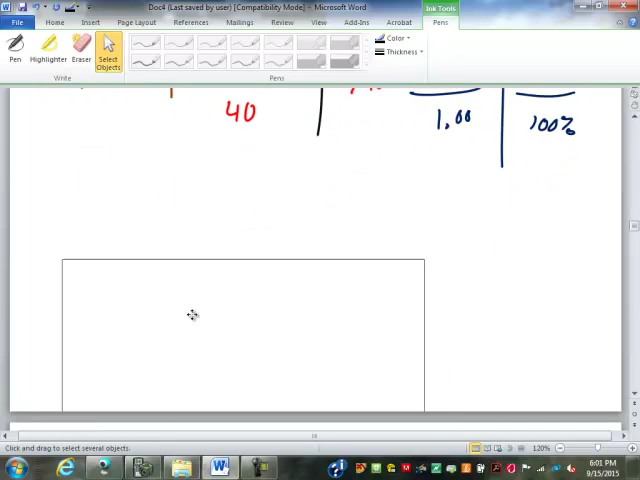 Doc4 (Last saved by user) [Compatibility Mode] - Microsoft Word
Ink Tools
File Home Insert Page Layout References Mailings Review View Add-Ins Acrobat Pens
Pen Highlighter Eraser Select Objects
Color
Thickness
Write Pens
40 1.00 100%
Click and drag to select several objects. 120%
6:01 PM
9/15/2015